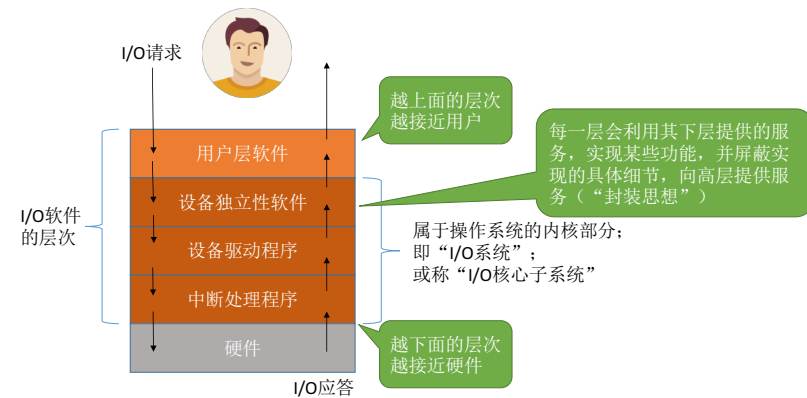 I/O请求
越上面的层次
越接近用户
每一层会利用其下层提供的服
务，实现某些功能，并屏蔽实
现的具体细节，向高层提供服
务（“封装思想”）
用户层软件
设备独立性软件
I/O软件
的层次
设备驱动程序
属于操作系统的内核部分；
即“I/O系统”；
或称“I/O核心子系统”
中断处理程序
硬件
越下面的层次
越接近硬件
I/O应答